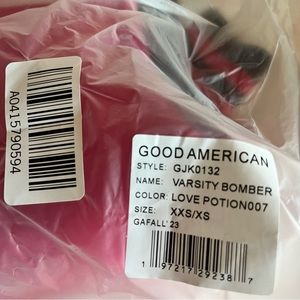 A0415790594
GOOD AMERICAN
STYLE: GJK0132
NAME: VARSITY BOMBER
COLOR: LOVE POTION007
SIZE: XXS/XS
GAFALL'23
1 97217 29238 7